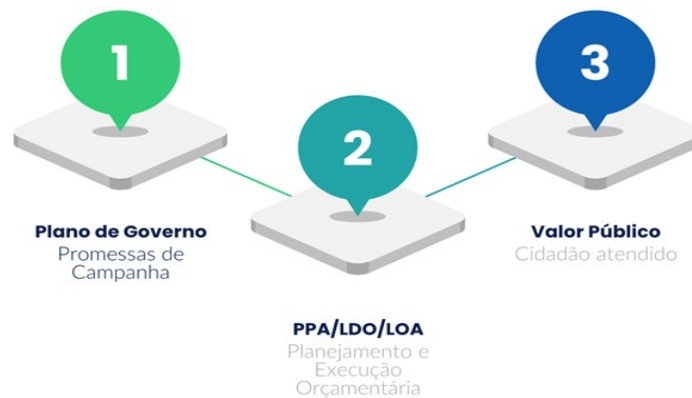 1
Plano de Governo
Promessas de
Campanha
2
PPA/LDO/LOA
Planejamento e
Execução
Orçamentária
3
Valor Público
Cidadão atendido